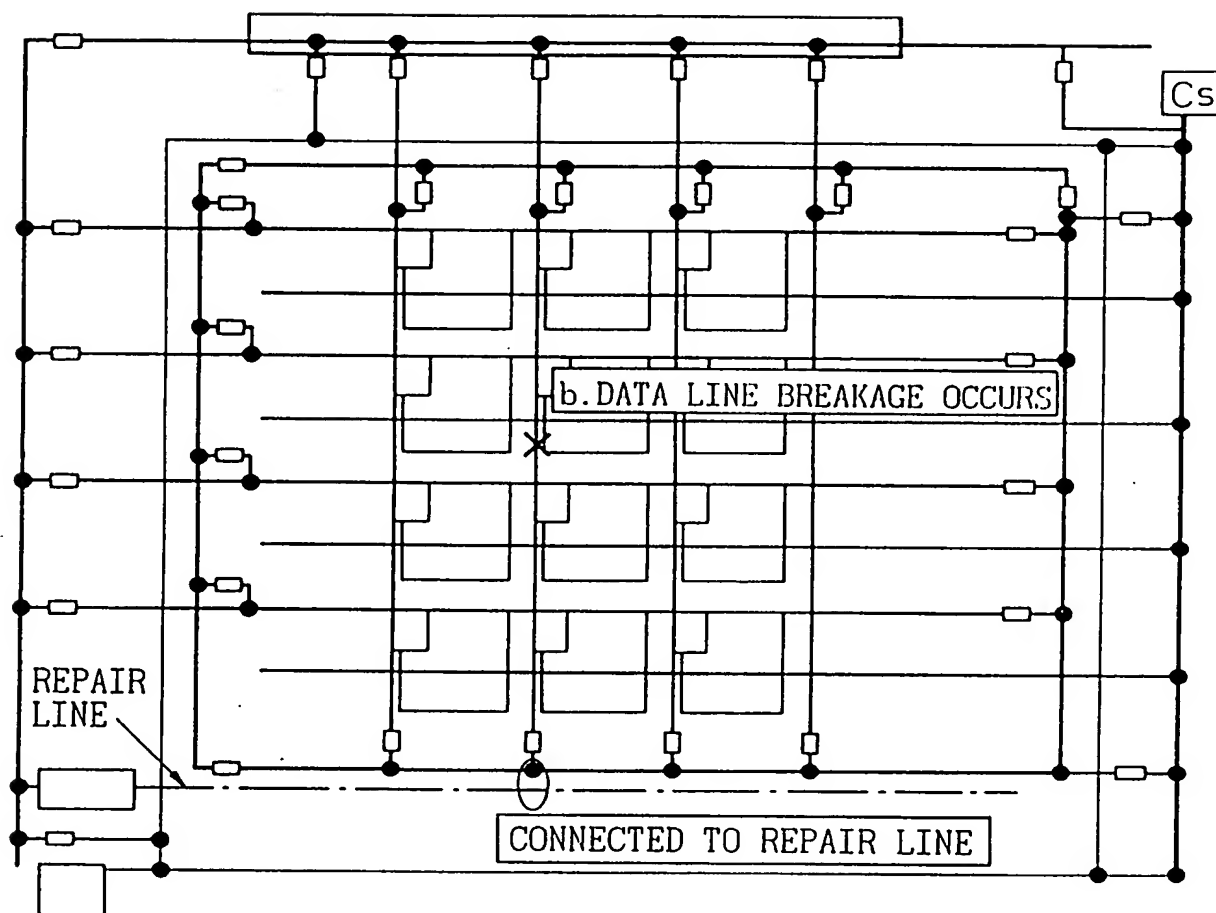 Cs
b. DATA LINE BREAKAGE OCCURS
REPAIR
LINE
CONNECTED TO REPAIR LINE